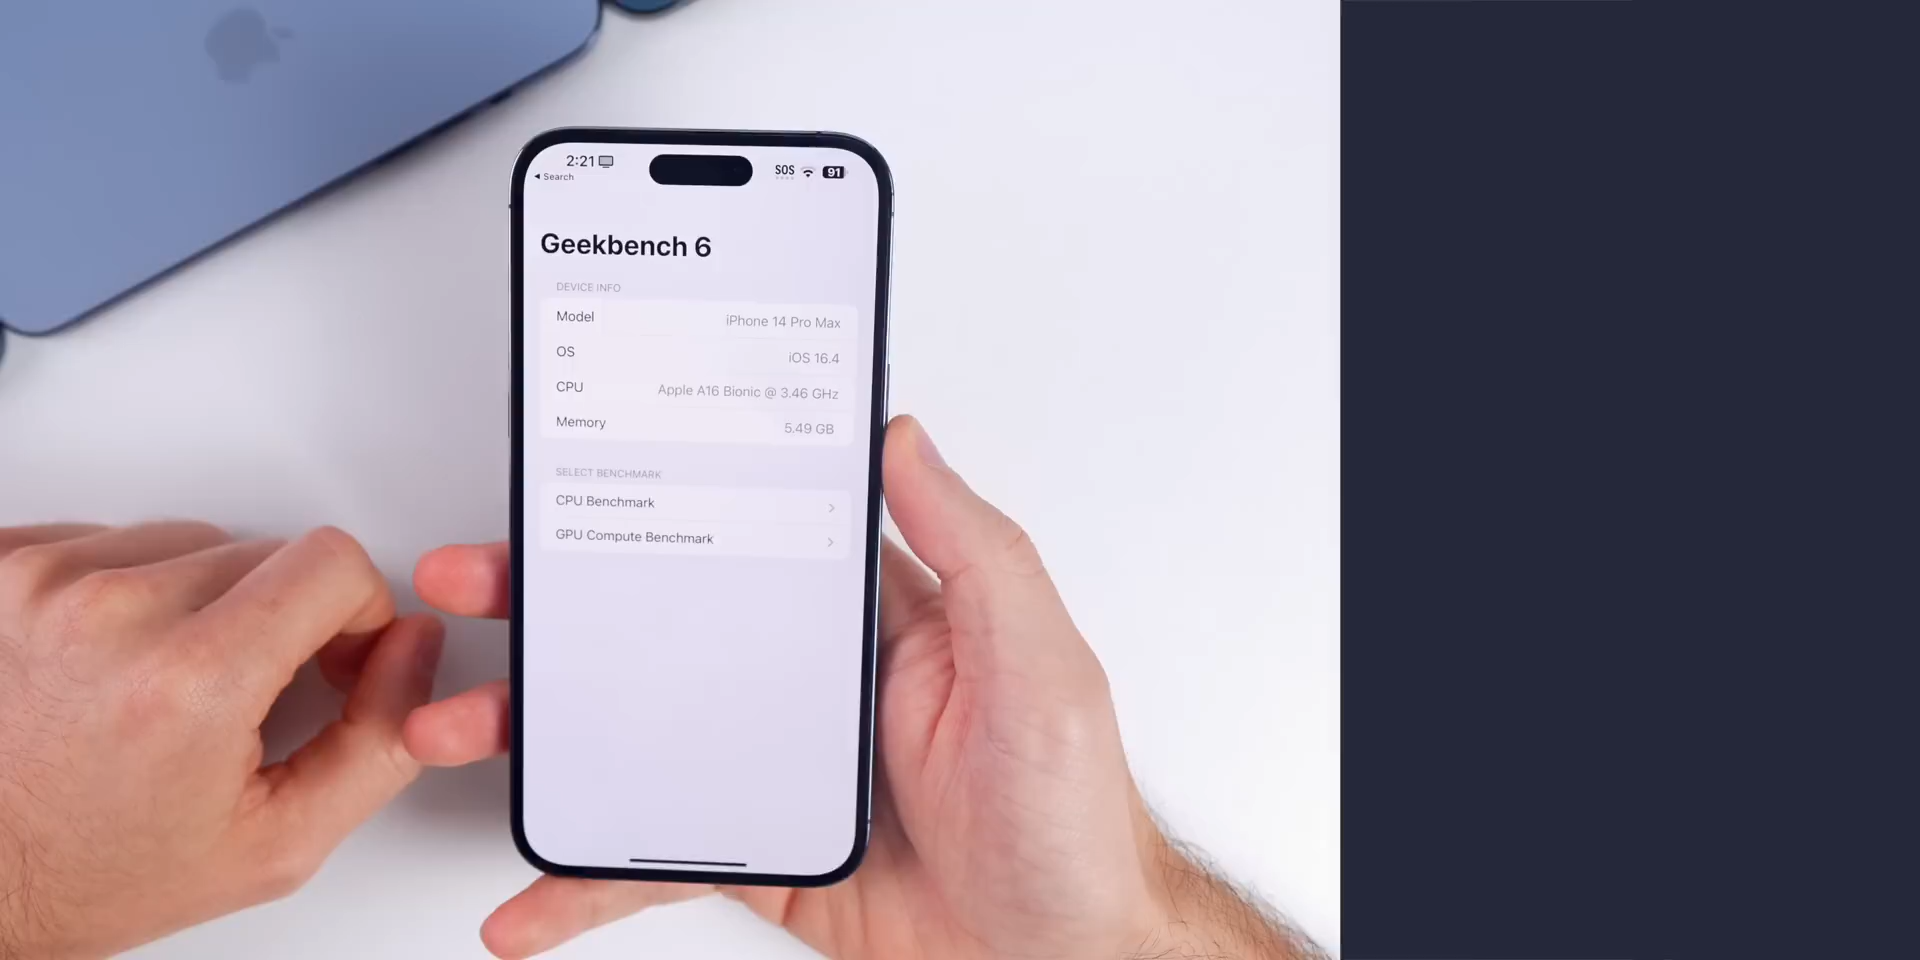 2:21
SOS
91
◄ Search
Geekbench 6
DEVICE INFO
Model iPhone 14 Pro Max
OS iOS 16.4
CPU Apple A16 Bionic @ 3.46 GHz
Memory 5.49 GB
SELECT BENCHMARK
CPU Benchmark
GPU Compute Benchmark